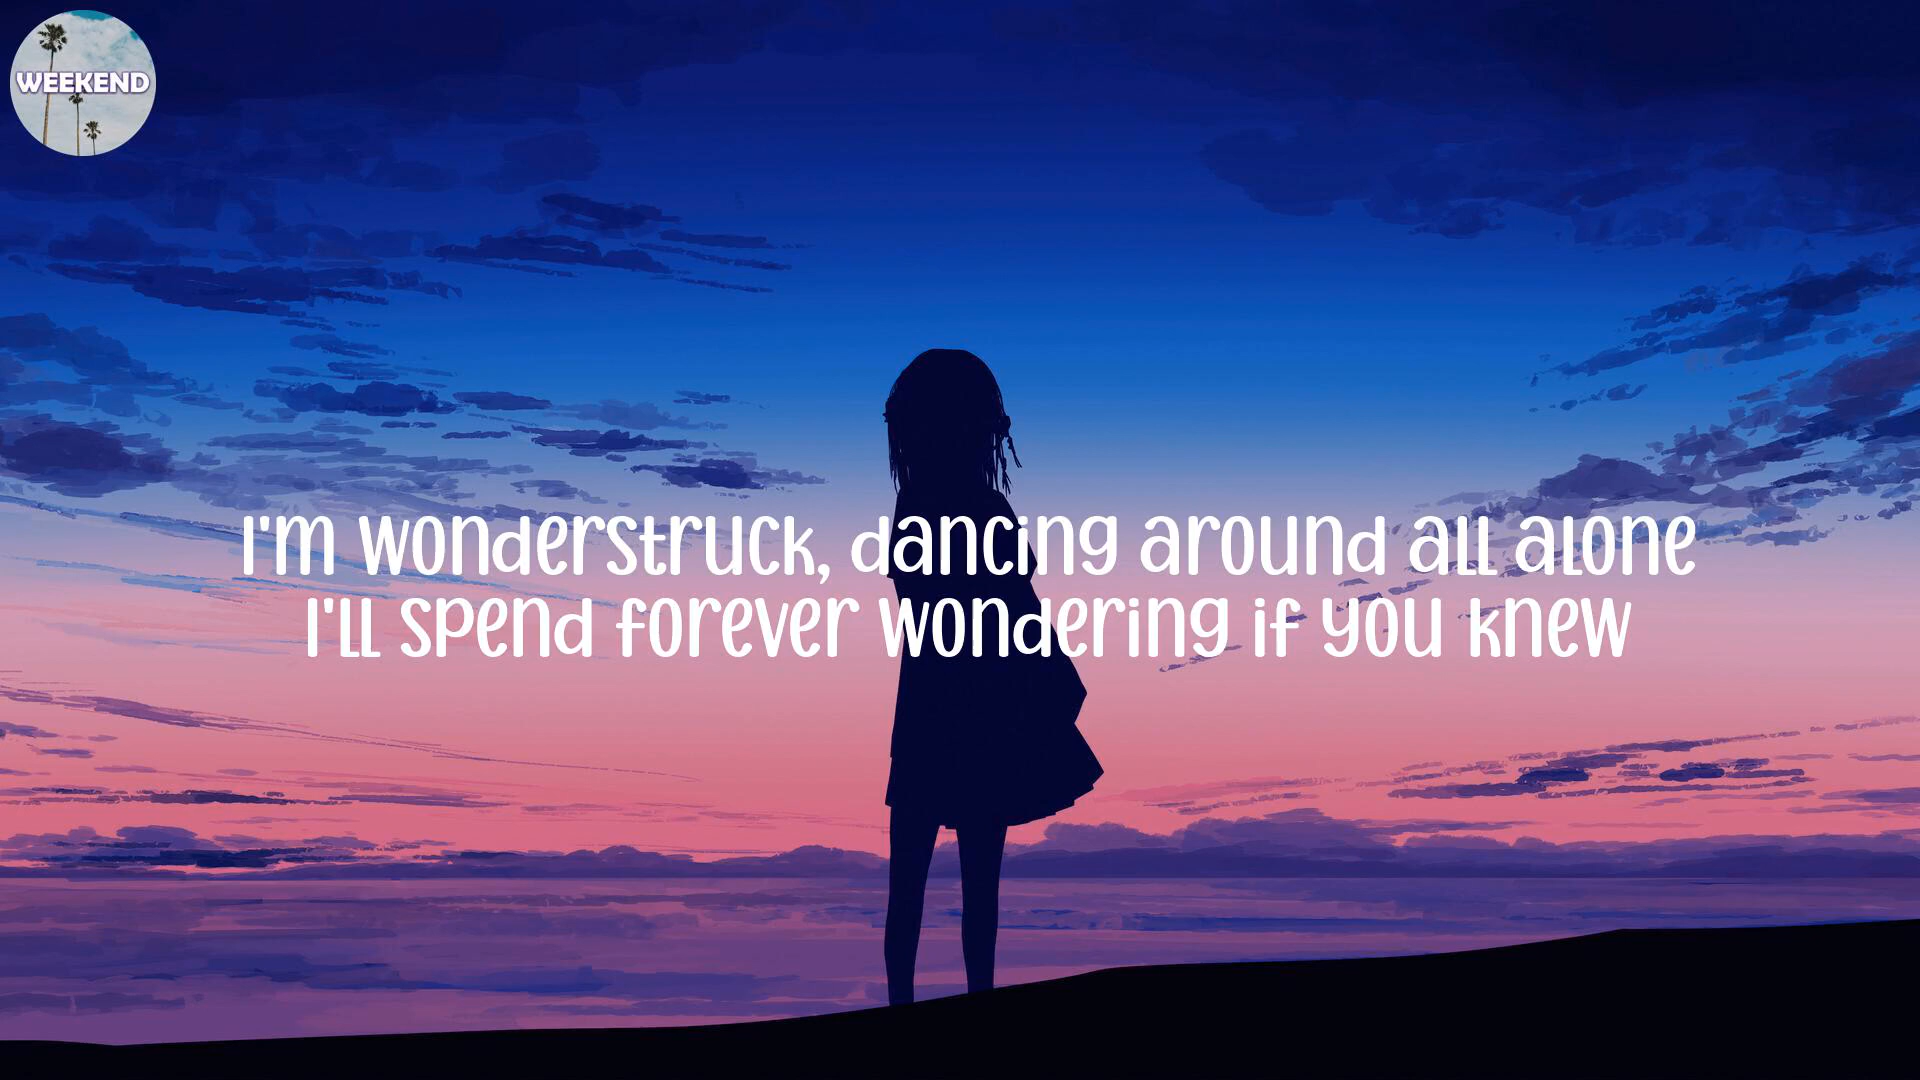 WEEKEND
I'm wonderstruck, dancing around all alone
I'll spend forever wondering if you knew